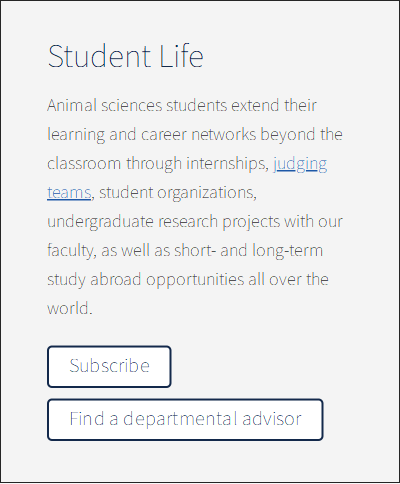 Student Life
Animal sciences students extend their
learning and career networks beyond the
classroom through internships, judging
teams, student organizations,
undergraduate research projects with our
faculty, as well as short- and long-term
study abroad opportunities all over the
world.
Subscribe
Find a departmental advisor